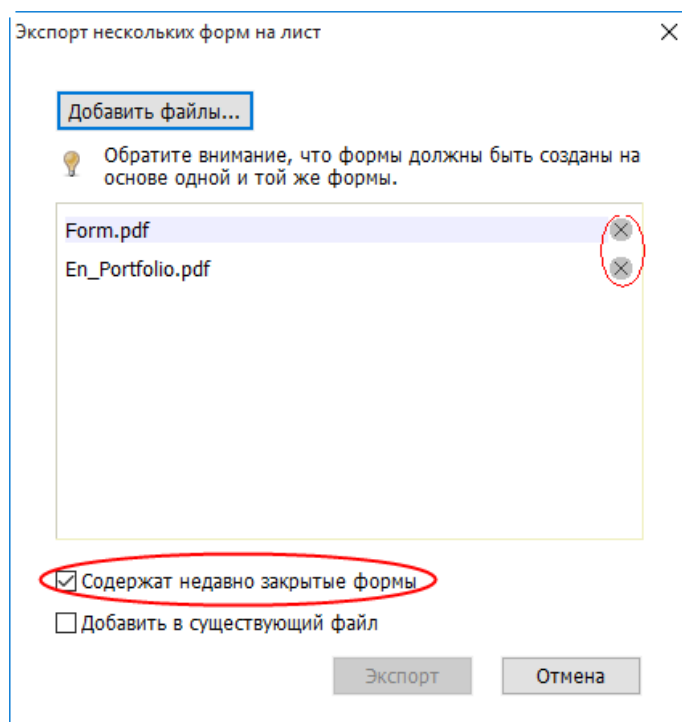 Экспорт нескольких форм на лист
Добавить файлы...
Обратите внимание, что формы должны быть созданы на
основе одной и той же формы.
Form.pdf
En_Portfolio.pdf
Содержат недавно закрытые формы
Добавить в существующий файл
Экспорт
Отмена